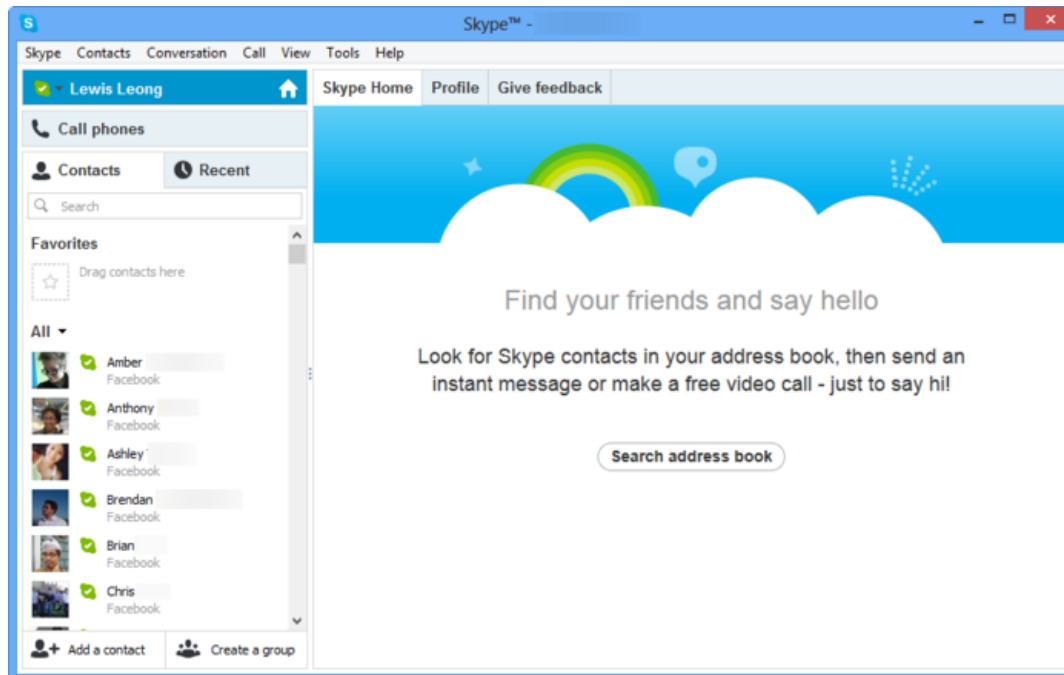 Skype™ -
Skype Contacts Conversation Call View Tools Help
Lewis Leong
Call phones
Contacts Recent
Search
Favorites
Drag contacts here
All
Amber
Facebook
Anthony
Facebook
Ashley
Facebook
Brendan
Facebook
Brian
Facebook
Chris
Facebook
Add a contact Create a group
Skype Home Profile Give feedback
Find your friends and say hello
Look for Skype contacts in your address book, then send an
instant message or make a free video call - just to say hi!
Search address book